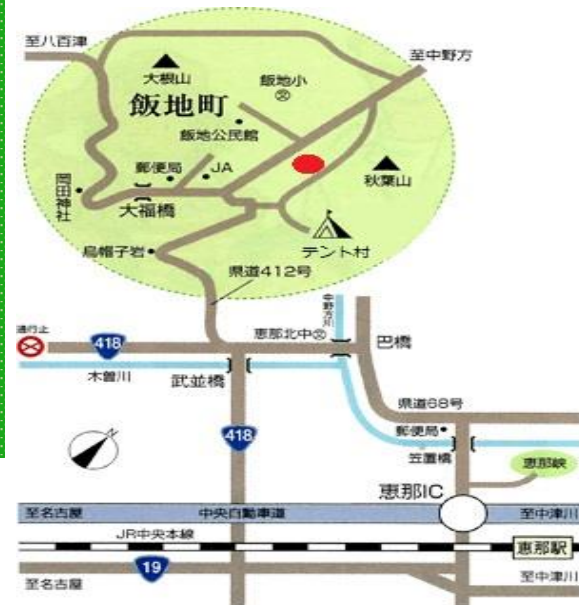 至八百津
大根山
飯地小
文
至中野方
飯地町
飯地公民館
郵便局
JA
秋葉山
岡田神社
大福橋
烏帽子岩
テント村
県道412号
通行止
418
恵那北中
文
中野方川
巴橋
木曽川
武並橋
県道68号
418
郵便局
笠置橋
恵那峡
恵那IC
至名古屋
中央自動車道
至中津川
JR中央本線
恵那駅
19
至名古屋
至中津川